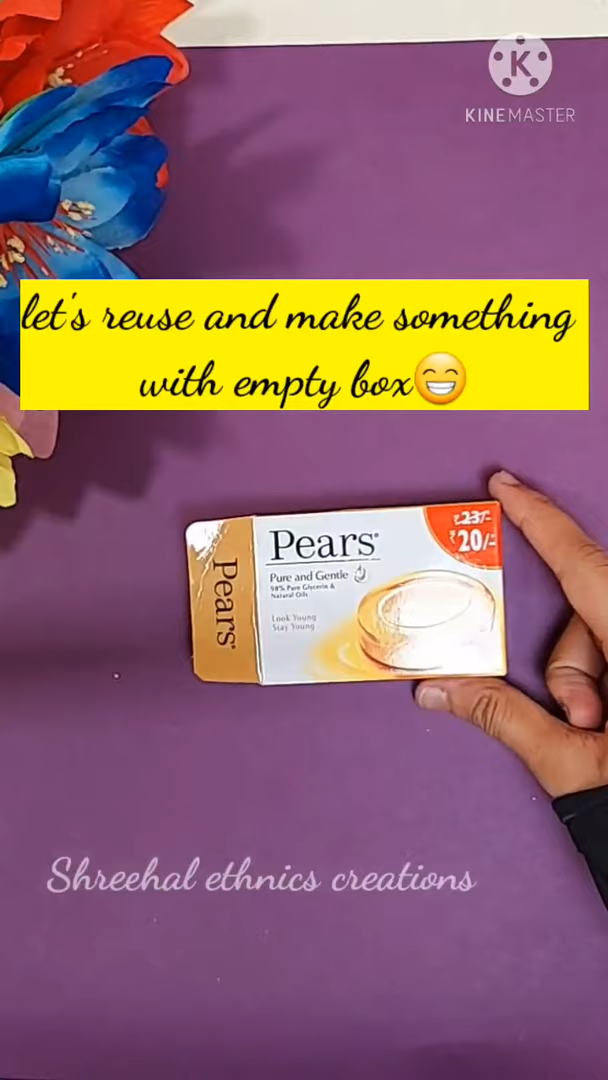 KINEMASTER
let's reuse and make something
with empty box😁
Pears
Pears
Pure and Gentle
98% Pure Glycerin &
Natural Oils
Look Young
Stay Young
₹23/-
₹20/-
Shreehal ethnics creations